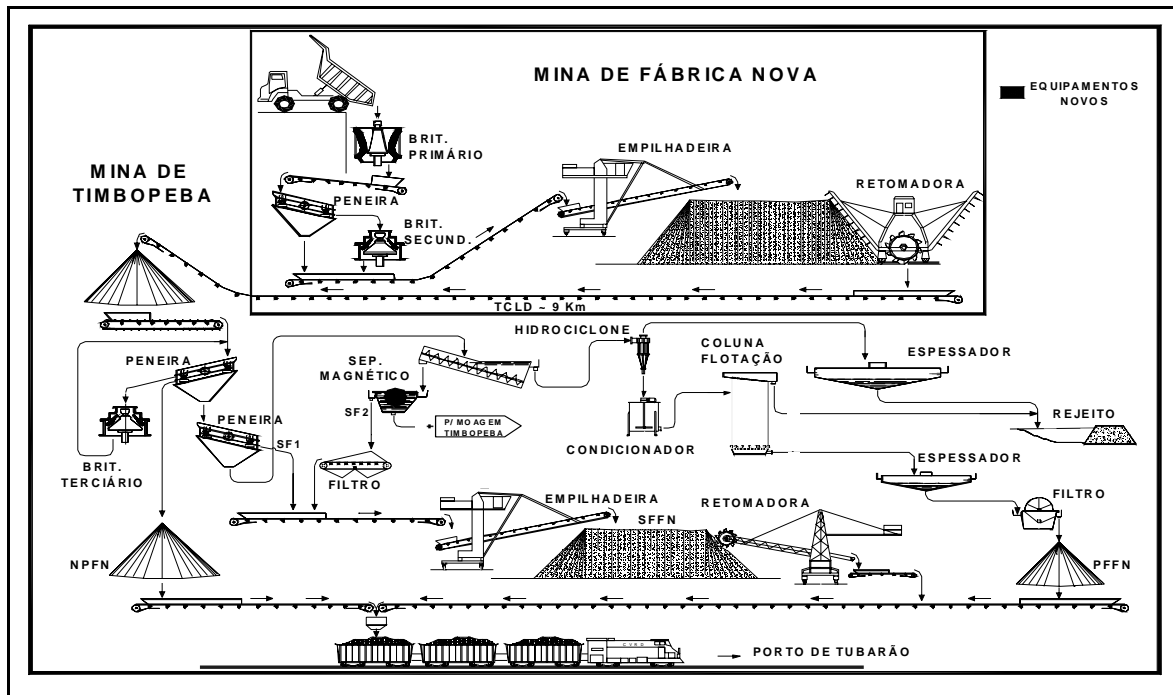 MINA DE FÁBRICA NOVA
EQUIPAMENTOS
NOVOS
BRIT.
PRIMÁRIO
EMPILHADEIRA
MINA DE
TIMBOPEBA
RETOMADORA
PENEIRA
BRIT.
SECUND.
TCLD ~ 9 Km
HIDROCICLONE
COLUNA
FLOTAÇÃO
ESPESSADOR
PENEIRA
SEP.
MAGNÉTICO
PENEIRA
SF2
P/ MOAGEM
TIMBOPEBA
REJEITO
SF1
CONDICIONADOR
BRIT.
TERCIÁRIO
FILTRO
ESPESSADOR
EMPILHADEIRA
RETOMADORA
FILTRO
SFFN
NPFN
PFFN
CVRD
PORTO DE TUBARÃO